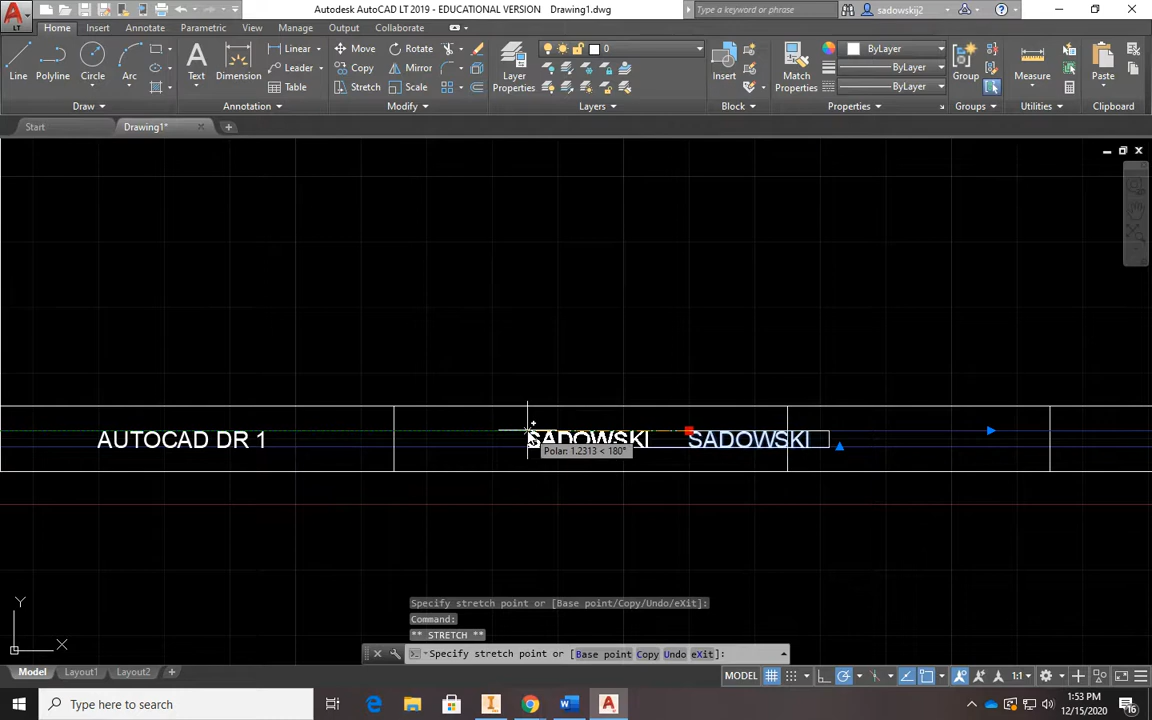 Autodesk AutoCAD LT 2019 - EDUCATIONAL VERSION Drawing1.dwg
Type a keyword or phrase
sadowskij2
LT
Home Insert Annotate Parametric View Manage Output Collaborate
Line Polyline Circle Arc
Text Dimension
Linear
Leader
Table
Move Rotate
Copy Mirror
Stretch Scale
Layer Properties
0
Insert
Match Properties
ByLayer
ByLayer
ByLayer
Group
Measure
Paste
Draw Annotation Modify Layers Block Properties Groups Utilities Clipboard
Start Drawing1*
AUTOCAD DR 1 SADOWSKI SADOWSKI
Polar: 1.2313 < 180°
Y
X
Specify stretch point or [Base point/Copy/Undo/eXit]:
Command:
** STRETCH **
Specify stretch point or [Base point Copy Undo eXit]:
Model Layout1 Layout2
MODEL 1:1
Type here to search
1:53 PM
12/15/2020
16